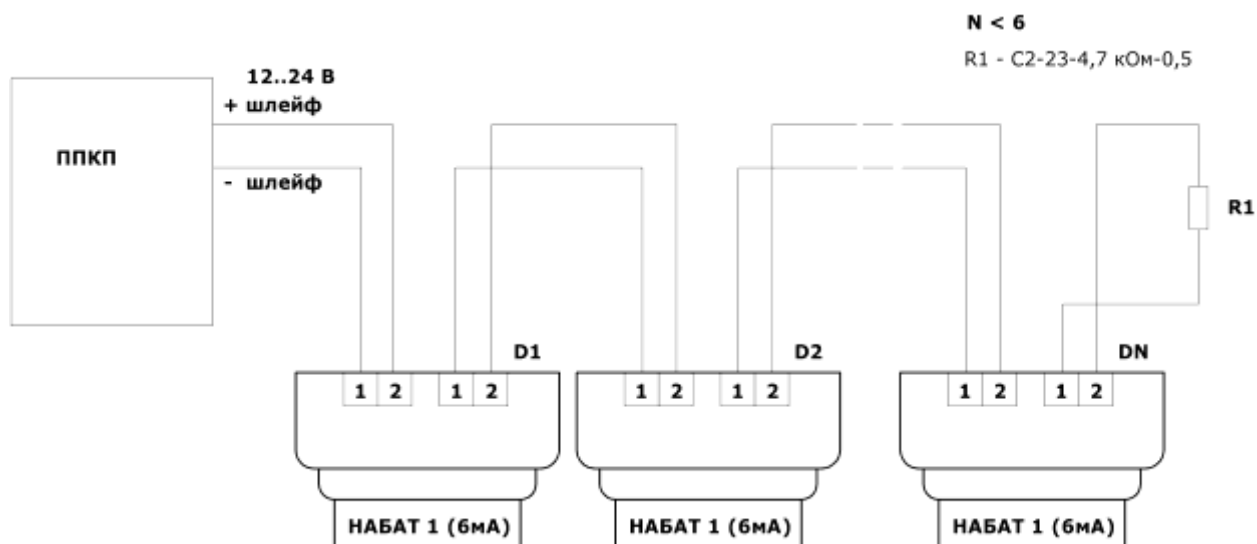 N < 6
R1 - С2-23-4,7 кОм-0,5
12..24 В
+ шлейф
ППКП
- шлейф
R1
D1
D2
DN
1 2 1 2
1 2 1 2
1 2 1 2
НАБАТ 1 (6мА)
НАБАТ 1 (6мА)
НАБАТ 1 (6мА)